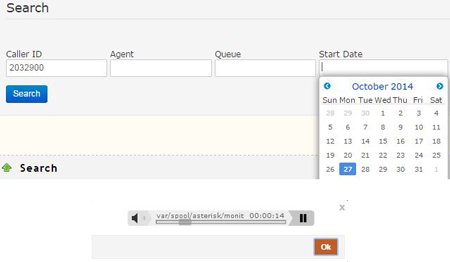 Search
Caller ID Agent Queue Start Date
2032900
Search
October 2014
Sun Mon Tue Wed Thu Fri Sat
28 29 30 1 2 3 4
5 6 7 8 9 10 11
12 13 14 15 16 17 18
19 20 21 22 23 24 25
26 27 28 29 30 31 1
Search
var/spool/asterisk/monit 00:00:14
x
Ok